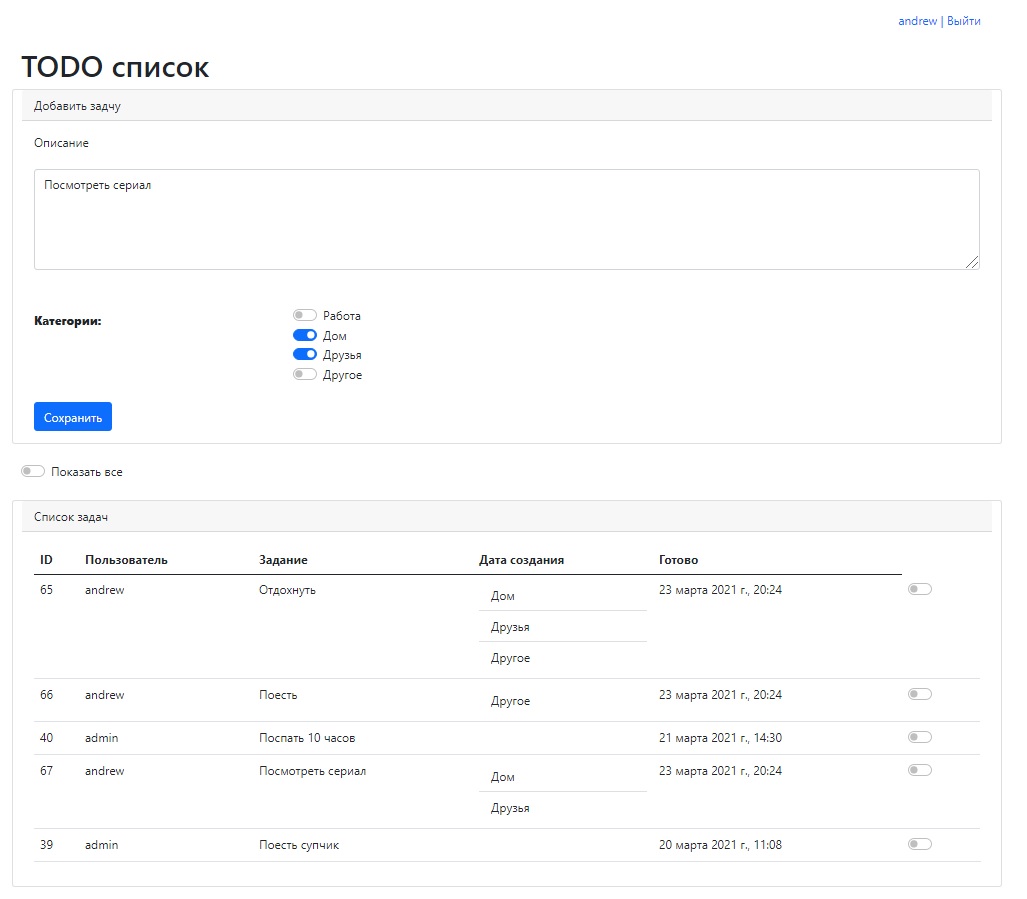 andrew | Выйти
TODO список
Добавить задчу
Описание
Посмотреть сериал
Категории:
Работа
Дом
Друзья
Другое
Сохранить
Показать все
Список задач
ID Пользователь Задание Дата создания Готово
65 andrew Отдохнуть Дом 23 марта 2021 г., 20:24
Друзья
Другое
66 andrew Поесть Другое 23 марта 2021 г., 20:24
40 admin Поспать 10 часов 21 марта 2021 г., 14:30
67 andrew Посмотреть сериал Дом 23 марта 2021 г., 20:24
Друзья
39 admin Поесть супчик 20 марта 2021 г., 11:08